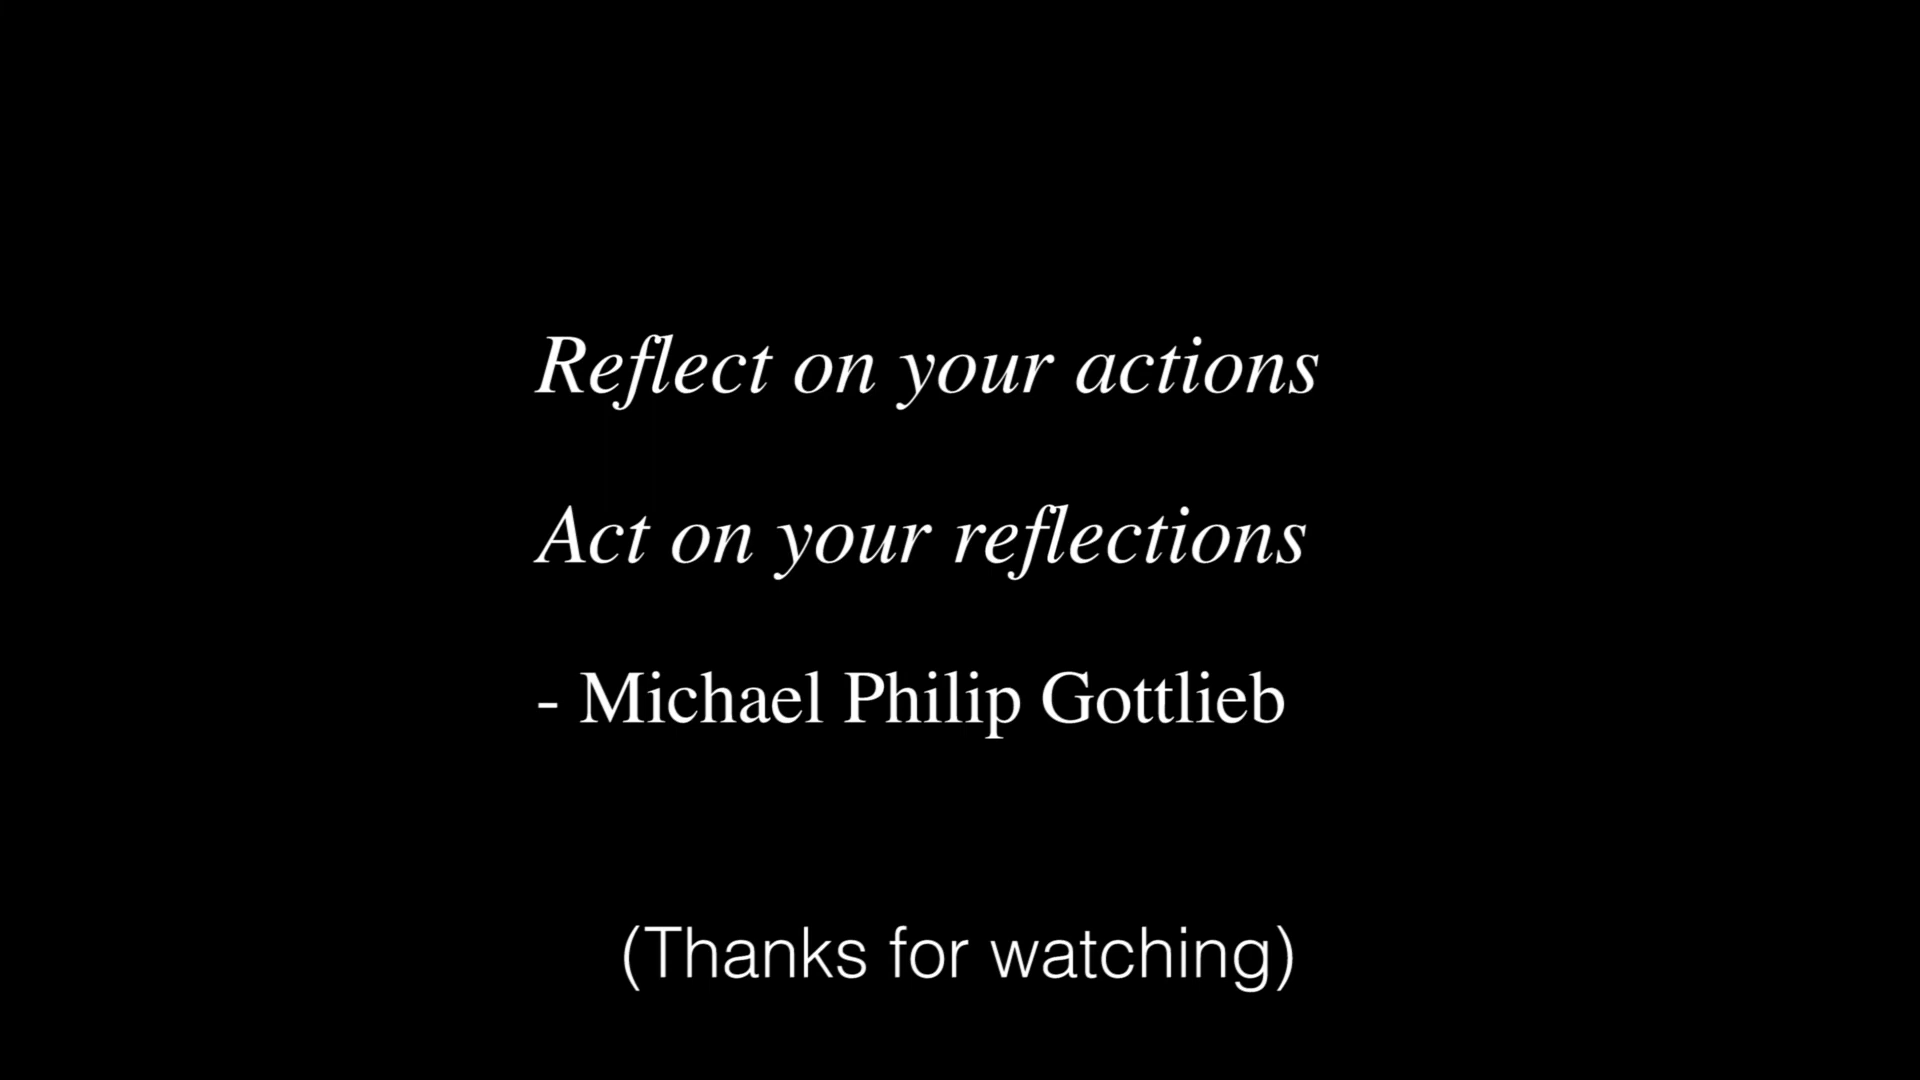 Reflect on your actions
Act on your reflections
- Michael Philip Gottlieb
(Thanks for watching)